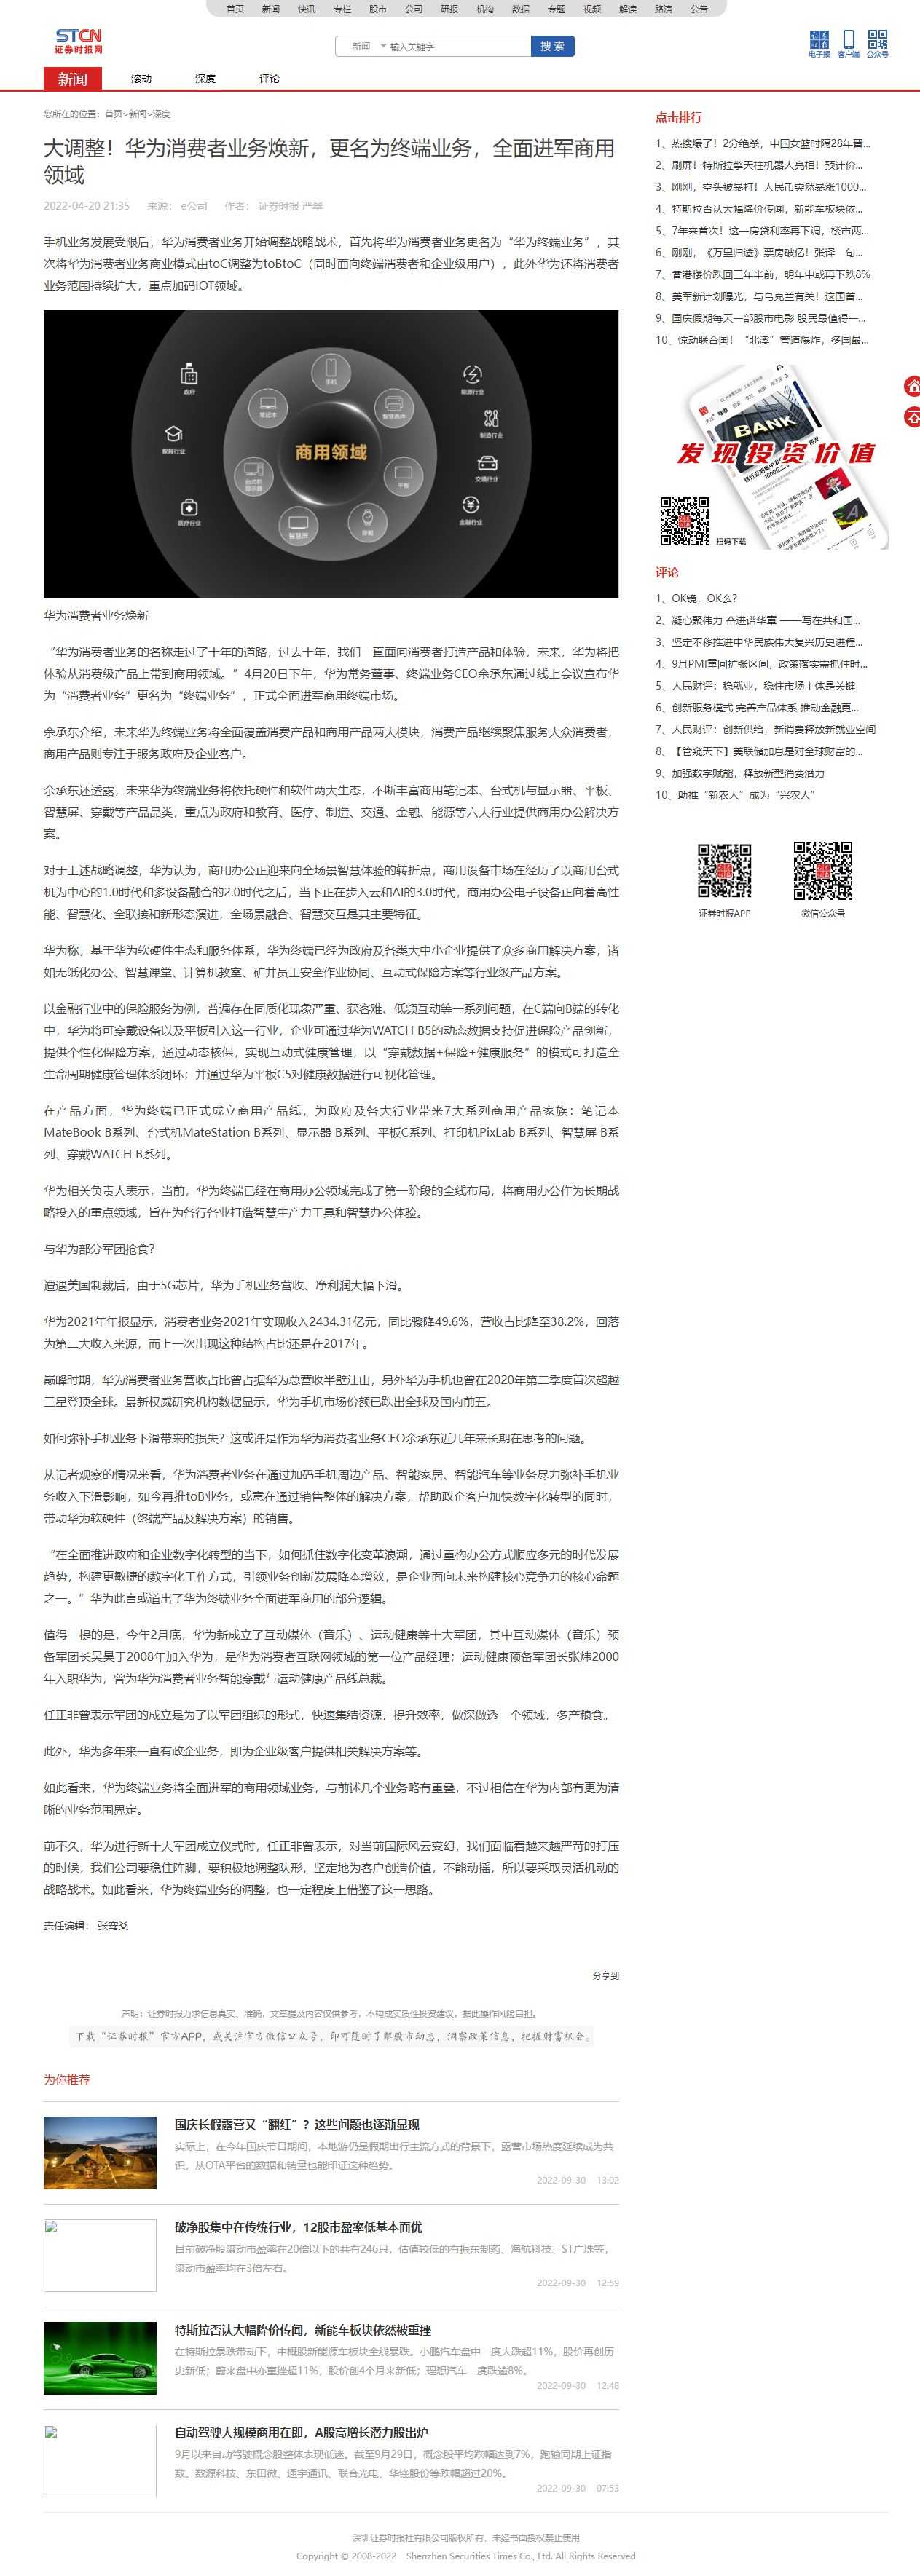 首页 新闻 快讯 专栏 股市 公司 研报 机构 数据 专题 视频 解读 路演 公告
STCN
证券时报网
新闻 输入关键字 搜 索
电子报 客户端 公众号
新闻 滚动 深度 评论
您所在的位置：首页>新闻>深度
大调整！华为消费者业务焕新，更名为终端业务，全面进军商用
领域
2022-04-20 21:35 来源： e公司 作者： 证券时报 严翠
手机业务发展受限后，华为消费者业务开始调整战略战术，首先将华为消费者业务更名为“华为终端业务”，其
次将华为消费者业务商业模式由toC调整为toBtoC（同时面向终端消费者和企业级用户），此外华为还将消费者
业务范围持续扩大，重点加码IOT领域。
政府
教育行业
医疗行业
手机
笔记本
智慧选件
台式机
显示器
平板
智慧屏
穿戴
商用领域
能源行业
制造行业
交通行业
金融行业
华为消费者业务焕新
“华为消费者业务的名称走过了十年的道路，过去十年，我们一直面向消费者打造产品和体验，未来，华为将把
体验从消费级产品上带到商用领域。”4月20日下午，华为常务董事、终端业务CEO余承东通过线上会议宣布华
为“消费者业务”更名为“终端业务”，正式全面进军商用终端市场。
余承东介绍，未来华为终端业务将全面覆盖消费产品和商用产品两大模块，消费产品继续聚焦服务大众消费者，
商用产品则专注于服务政府及企业客户。
余承东还透露，未来华为终端业务将依托硬件和软件两大生态，不断丰富商用笔记本、台式机与显示器、平板、
智慧屏、穿戴等产品品类，重点为政府和教育、医疗、制造、交通、金融、能源等六大行业提供商用办公解决方
案。
对于上述战略调整，华为认为，商用办公正迎来向全场景智慧体验的转折点，商用设备市场在经历了以商用台式
机为中心的1.0时代和多设备融合的2.0时代之后，当下正在步入云和AI的3.0时代，商用办公电子设备正向着高性
能、智慧化、全联接和新形态演进，全场景融合、智慧交互是其主要特征。
华为称，基于华为软硬件生态和服务体系，华为终端已经为政府及各类大中小企业提供了众多商用解决方案，诸
如无纸化办公、智慧课堂、计算机教室、矿井员工安全作业协同、互动式保险方案等行业级产品方案。
以金融行业中的保险服务为例，普遍存在同质化现象严重、获客难、低频互动等一系列问题，在C端向B端的转化
中，华为将可穿戴设备以及平板引入这一行业，企业可通过华为WATCH B5的动态数据支持促进保险产品创新，
提供个性化保险方案，通过动态核保，实现互动式健康管理，以“穿戴数据+保险+健康服务”的模式可打造全
生命周期健康管理体系闭环；并通过华为平板C5对健康数据进行可视化管理。
在产品方面，华为终端已正式成立商用产品线，为政府及各大行业带来7大系列商用产品家族：笔记本
MateBook B系列、台式机MateStation B系列、显示器 B系列、平板C系列、打印机PixLab B系列、智慧屏 B系
列、穿戴WATCH B系列。
华为相关负责人表示，当前，华为终端已经在商用办公领域完成了第一阶段的全线布局，将商用办公作为长期战
略投入的重点领域，旨在为各行各业打造智慧生产力工具和智慧办公体验。
与华为部分军团抢食？
遭遇美国制裁后，由于5G芯片，华为手机业务营收、净利润大幅下滑。
华为2021年年报显示，消费者业务2021年实现收入2434.31亿元，同比骤降49.6%，营收占比降至38.2%，回落
为第二大收入来源，而上一次出现这种结构占比还是在2017年。
巅峰时期，华为消费者业务营收占比曾占据华为总营收半壁江山，另外华为手机也曾在2020年第二季度首次超越
三星登顶全球。最新权威研究机构数据显示，华为手机市场份额已跌出全球及国内前五。
如何弥补手机业务下滑带来的损失？这或许是作为华为消费者业务CEO余承东近几年来长期在思考的问题。
从记者观察的情况来看，华为消费者业务在通过加码手机周边产品、智能家居、智能汽车等业务尽力弥补手机业
务收入下滑影响，如今再推toB业务，或意在通过销售整体的解决方案，帮助政企客户加快数字化转型的同时，
带动华为软硬件（终端产品及解决方案）的销售。
“在全面推进政府和企业数字化转型的当下，如何抓住数字化变革浪潮，通过重构办公方式顺应多元的时代发展
趋势，构建更敏捷的数字化工作方式，引领业务创新发展降本增效，是企业面向未来构建核心竞争力的核心命题
之一。”华为此言或道出了华为终端业务全面进军商用的部分逻辑。
值得一提的是，今年2月底，华为新成立了互动媒体（音乐）、运动健康等十大军团，其中互动媒体（音乐）预
备军团长吴昊于2008年加入华为，是华为消费者互联网领域的第一位产品经理；运动健康预备军团长张炜2000
年入职华为，曾为华为消费者业务智能穿戴与运动健康产品线总裁。
任正非曾表示军团的成立是为了以军团组织的形式，快速集结资源，提升效率，做深做透一个领域，多产粮食。
此外，华为多年来一直有政企业务，即为企业级客户提供相关解决方案等。
如此看来，华为终端业务将全面进军的商用领域业务，与前述几个业务略有重叠，不过相信在华为内部有更为清
晰的业务范围界定。
前不久，华为进行新十大军团成立仪式时，任正非曾表示，对当前国际风云变幻，我们面临着越来越严苛的打压
的时候，我们公司要稳住阵脚，要积极地调整队形，坚定地为客户创造价值，不能动摇，所以要采取灵活机动的
战略战术。如此看来，华为终端业务的调整，也一定程度上借鉴了这一思路。
责任编辑： 张骞爻
分享到
声明：证券时报力求信息真实、准确，文章提及内容仅供参考，不构成实质性投资建议，据此操作风险自担。
下载“证券时报”官方APP，或关注官方微信公众号，即可随时了解股市动态，洞察政策信息，把握财富机会。
为你推荐
国庆长假露营又“翻红”？这些问题也逐渐显现
实际上，在今年国庆节日期间，本地游仍是假期出行主流方式的背景下，露营市场热度延续成为共
识，从OTA平台的数据和销量也能印证这种趋势。
2022-09-30 13:02
破净股集中在传统行业，12股市盈率低基本面优
目前破净股滚动市盈率在20倍以下的共有246只，估值较低的有振东制药、海航科技、ST广珠等，
滚动市盈率均在3倍左右。
2022-09-30 12:59
特斯拉否认大幅降价传闻，新能车板块依然被重挫
在特斯拉暴跌带动下，中概股新能源车板块全线暴跌。小鹏汽车盘中一度大跌超11%，股价再创历
史新低；蔚来盘中亦重挫超11%，股价创4个月来新低；理想汽车一度跌逾8%。
2022-09-30 12:48
自动驾驶大规模商用在即，A股高增长潜力股出炉
9月以来自动驾驶概念股整体表现低迷。截至9月29日，概念股平均跌幅达到7%，跑输同期上证指
数。数源科技、东田微、通宇通讯、联合光电、华锋股份等跌幅超过20%。
2022-09-30 07:53
点击排行
1、热搜爆了！2分绝杀，中国女篮时隔28年晋...
2、刷屏！特斯拉擎天柱机器人亮相！预计价...
3、刚刚，空头被暴打！人民币突然暴涨1000...
4、特斯拉否认大幅降价传闻，新能车板块依...
5、7年来首次！这一房贷利率再下调，楼市两...
6、刚刚，《万里归途》票房破亿！张译一句...
7、香港楼价跌回三年半前，明年中或再下跌8%
8、美军新计划曝光，与乌克兰有关！这国首...
9、国庆假期每天一部股市电影 股民最值得一...
10、惊动联合国！“北溪”管道爆炸，多国最...
BANK
发现投资价值
扫码下载
评论
1、OK镜，OK么？
2、凝心聚伟力 奋进谱华章 ——写在共和国...
3、坚定不移推进中华民族伟大复兴历史进程...
4、9月PMI重回扩张区间，政策落实需抓住时...
5、人民财评：稳就业，稳住市场主体是关键
6、创新服务模式 完善产品体系 推动金融更...
7、人民财评：创新供给，新消费释放新就业空间
8、【管窥天下】美联储加息是对全球财富的...
9、加强数字赋能，释放新型消费潜力
10、助推“新农人”成为“兴农人”
证券时报APP 微信公众号
深圳证券时报社有限公司版权所有，未经书面授权禁止使用
Copyright © 2008-2022 Shenzhen Securities Times Co., Ltd. All Rights Reserved